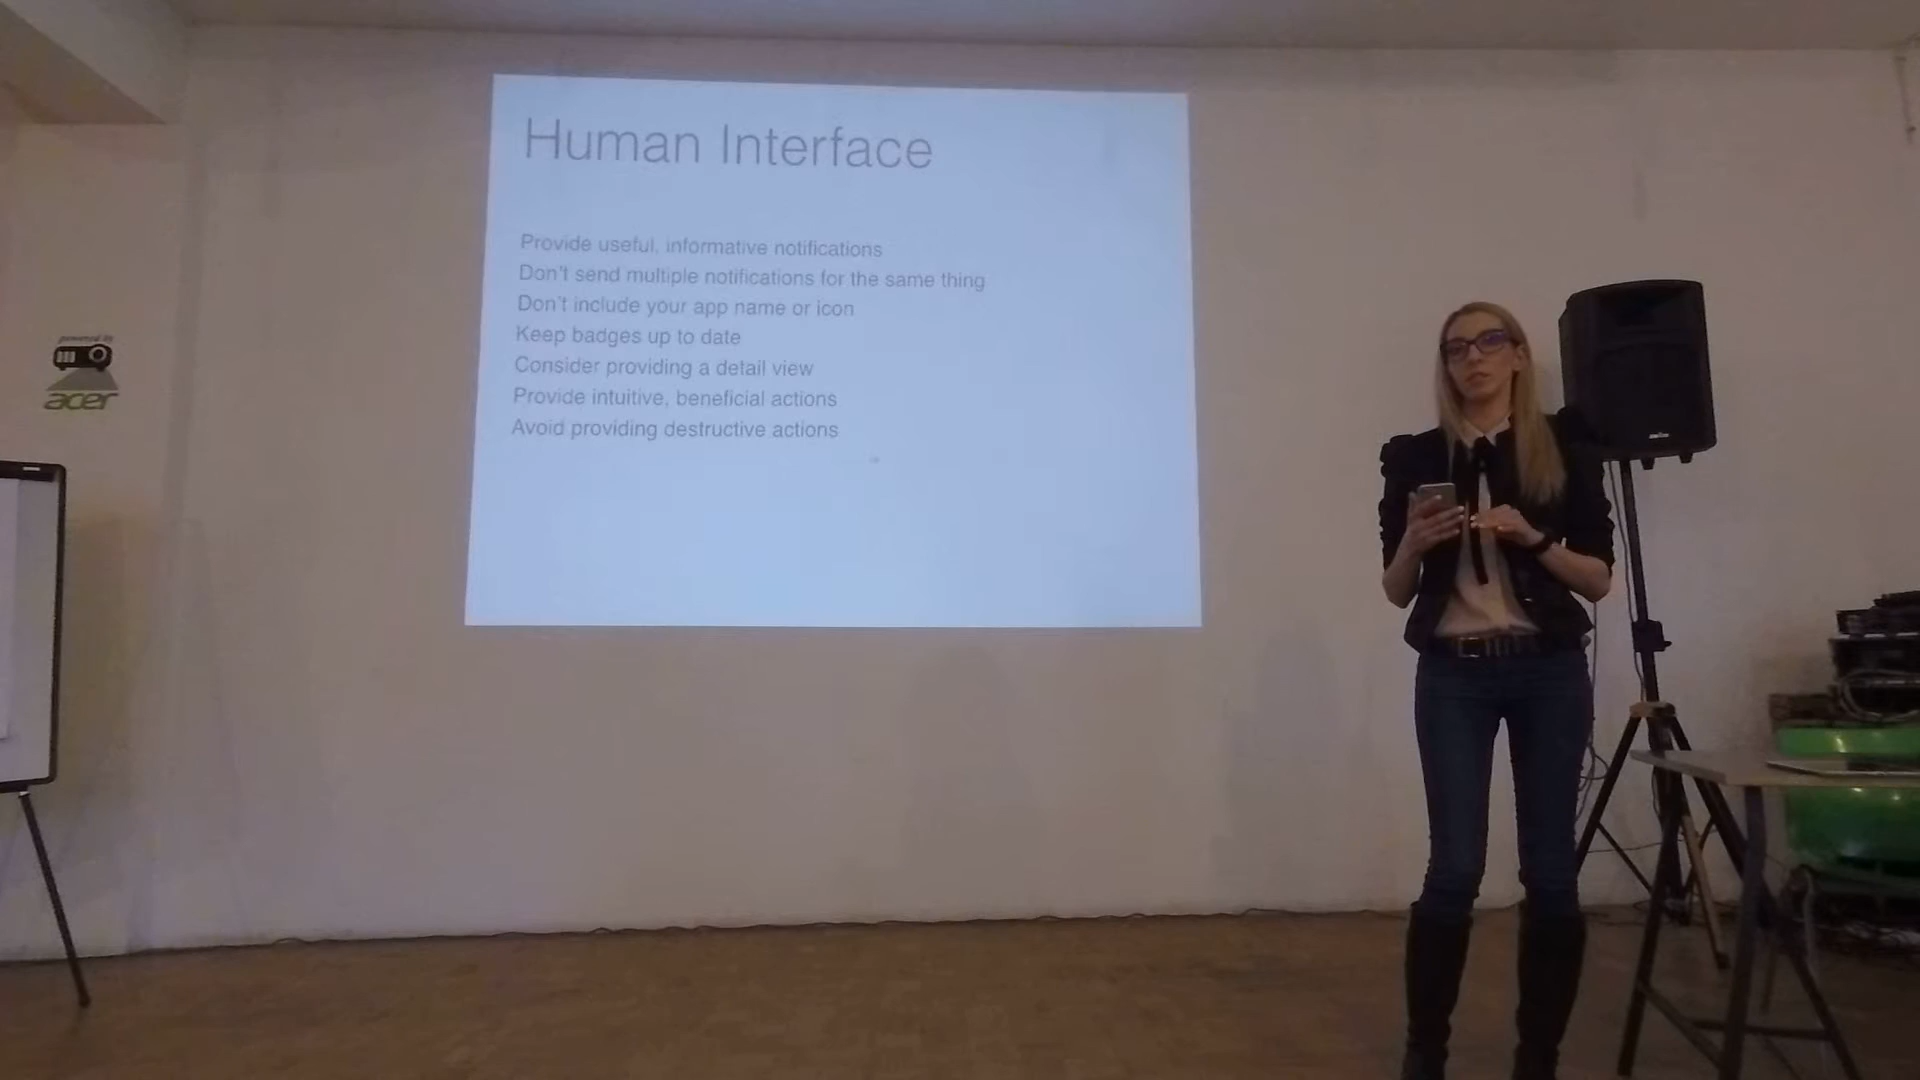 Human Interface
Provide useful, informative notifications
Don't send multiple notifications for the same thing
Don't include your app name or icon
Keep badges up to date
Consider providing a detail view
Provide intuitive, beneficial actions
Avoid providing destructive actions
powered by
acer